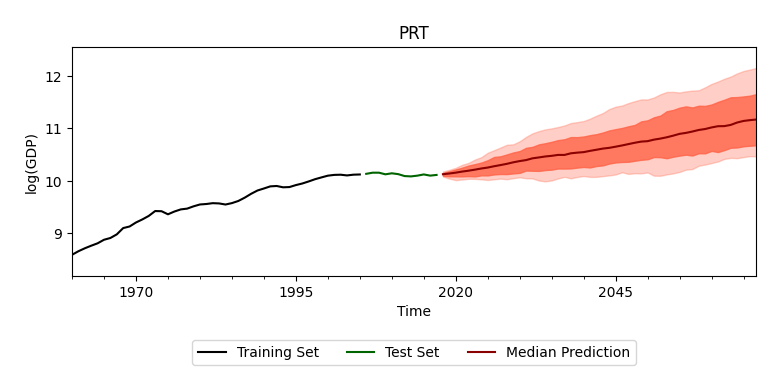 PRT
12
11
10
9
log(GDP)
1970 1995 2020 2045
Time
Training Set Test Set Median Prediction